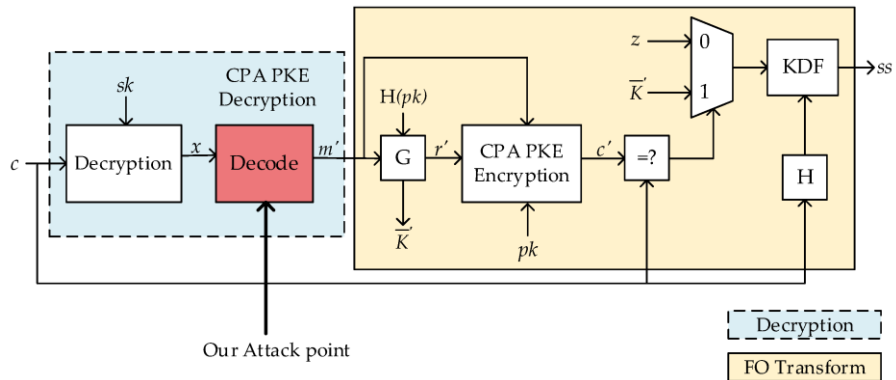 CPA PKE
Decryption
sk
c
Decryption
x
Decode
m'
H(pk)
G
r'
K̅'
CPA PKE
Encryption
pk
c'
=?
z
0
K̅'
1
KDF
ss
H
Our Attack point
Decryption
FO Transform